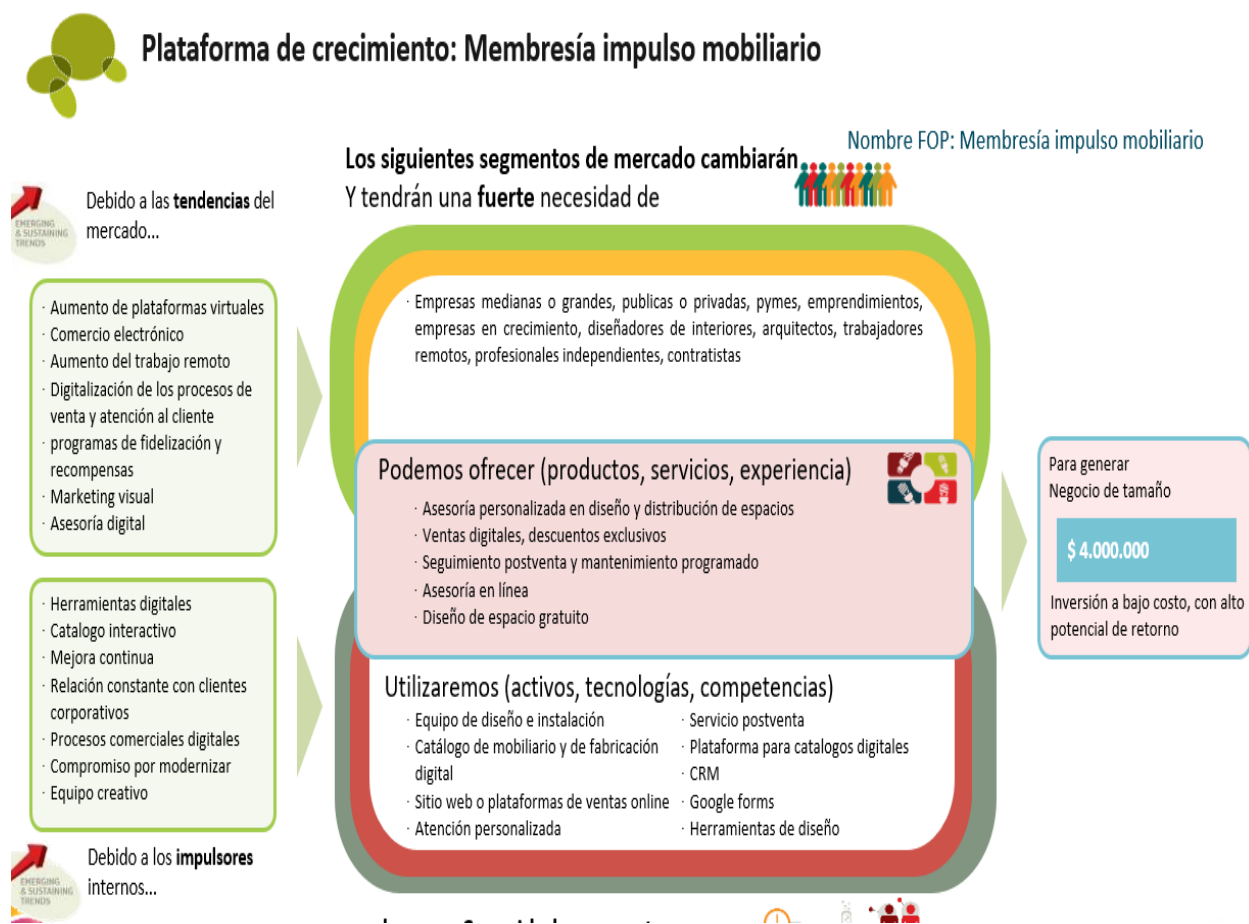 Plataforma de crecimiento: Membresía impulso mobiliario
Nombre FOP: Membresía impulso mobiliario
Los siguientes segmentos de mercado cambiarán
Y tendrán una fuerte necesidad de
EMERGING
& SUSTAINING
TRENDS
Debido a las tendencias del
mercado...
· Aumento de plataformas virtuales
· Comercio electrónico
· Aumento del trabajo remoto
· Digitalización de los procesos de
venta y atención al cliente
· programas de fidelización y
recompensas
· Marketing visual
· Asesoría digital
· Empresas medianas o grandes, publicas o privadas, pymes, emprendimientos,
empresas en crecimiento, diseñadores de interiores, arquitectos, trabajadores
remotos, profesionales independientes, contratistas
Podemos ofrecer (productos, servicios, experiencia)
· Asesoría personalizada en diseño y distribución de espacios
· Ventas digitales, descuentos exclusivos
· Seguimiento postventa y mantenimiento programado
· Asesoría en línea
· Diseño de espacio gratuito
Para generar
Negocio de tamaño
$ 4.000.000
Inversión a bajo costo, con alto
potencial de retorno
· Herramientas digitales
· Catalogo interactivo
· Mejora continua
· Relación constante con clientes
corporativos
· Procesos comerciales digitales
· Compromiso por modernizar
· Equipo creativo
Utilizaremos (activos, tecnologías, competencias)
· Equipo de diseño e instalación
· Catálogo de mobiliario y de fabricación
digital
· Sitio web o plataformas de ventas online
· Atención personalizada
· Servicio postventa
· Plataforma para catalogos digitales
· CRM
· Google forms
· Herramientas de diseño
EMERGING
& SUSTAINING
TRENDS
Debido a los impulsores
internos...